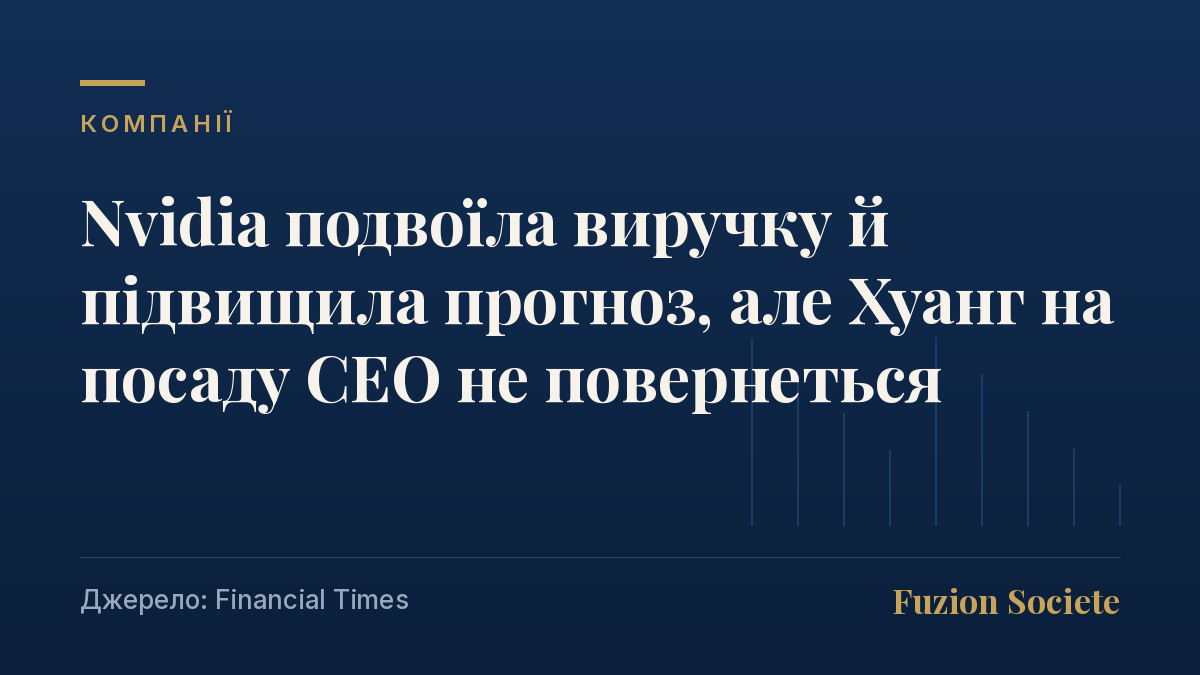 КОМПАНІЇ
Nvidia подвоїла виручку й
підвищила прогноз, але Хуанг на
посаду CEO не повернеться
Джерело: Financial Times
Fuzion Societe